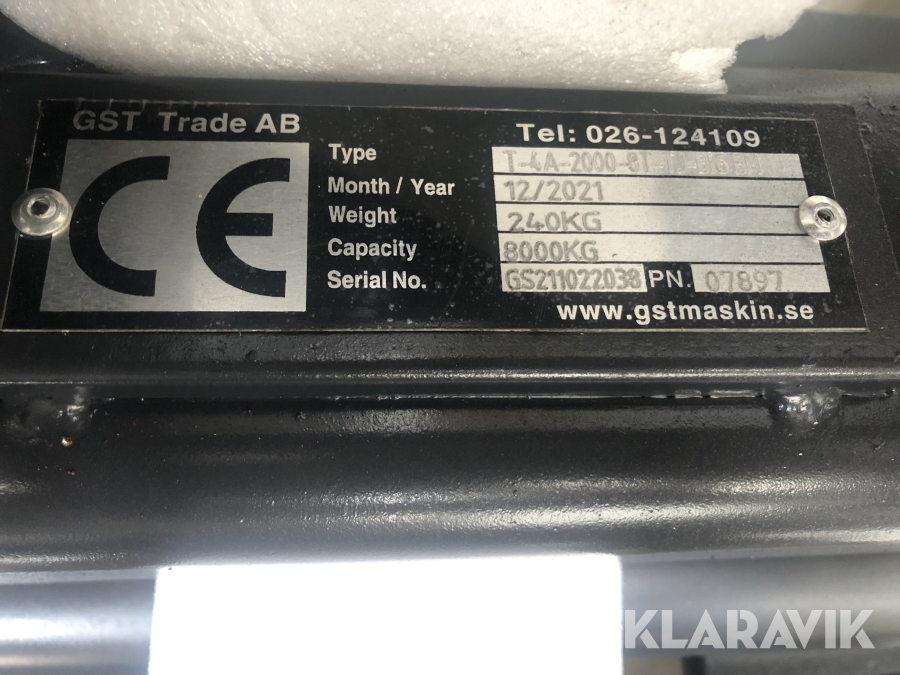 GST Trade AB
Tel: 026-124109
CE
Type
Month / Year 12/2021
Weight 240KG
Capacity 8000KG
Serial No. GS211022038 PN. 07897
www.gstmaskin.se
KLARAVIK